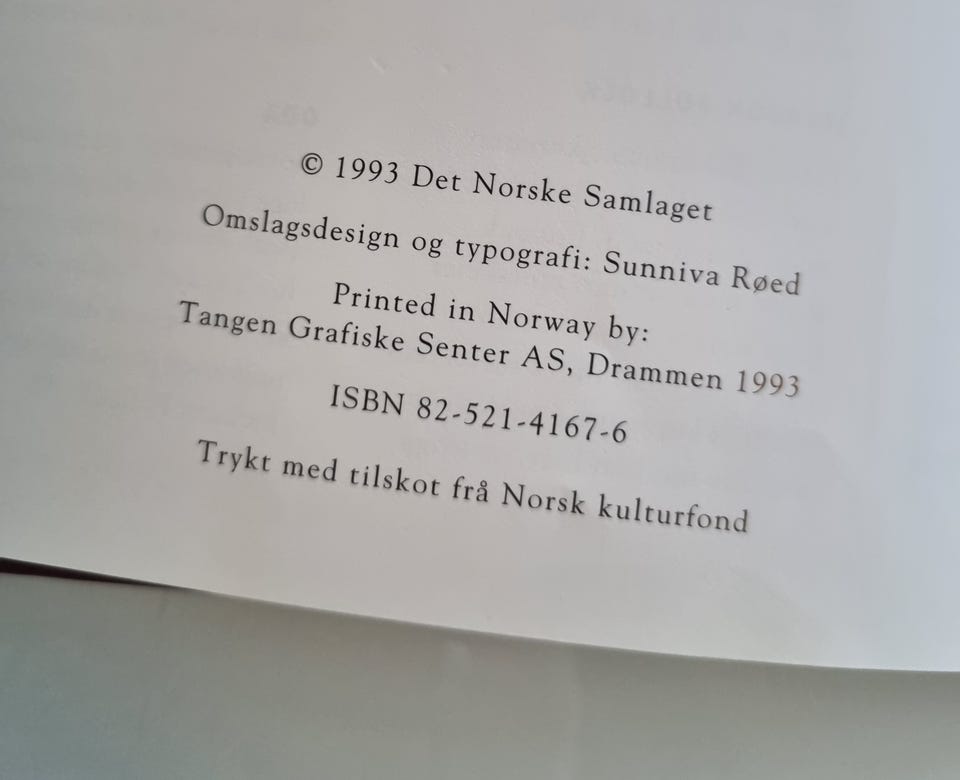 © 1993 Det Norske Samlaget
Omslagsdesign og typografi: Sunniva Røed
Printed in Norway by:
Tangen Grafiske Senter AS, Drammen 1993
ISBN 82-521-4167-6
Trykt med tilskot frå Norsk kulturfond